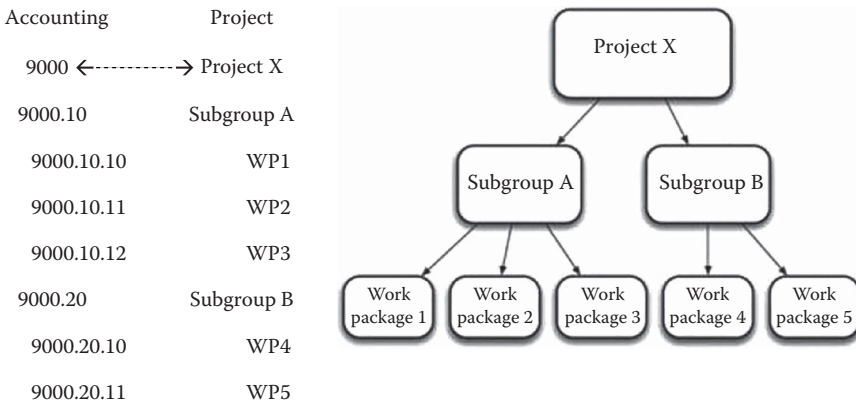 Accounting Project
9000 Project X
9000.10 Subgroup A
9000.10.10 WP1
9000.10.11 WP2
9000.10.12 WP3
9000.20 Subgroup B
9000.20.10 WP4
9000.20.11 WP5
Project X
Subgroup A
Subgroup B
Work
package 1
Work
package 2
Work
package 3
Work
package 4
Work
package 5